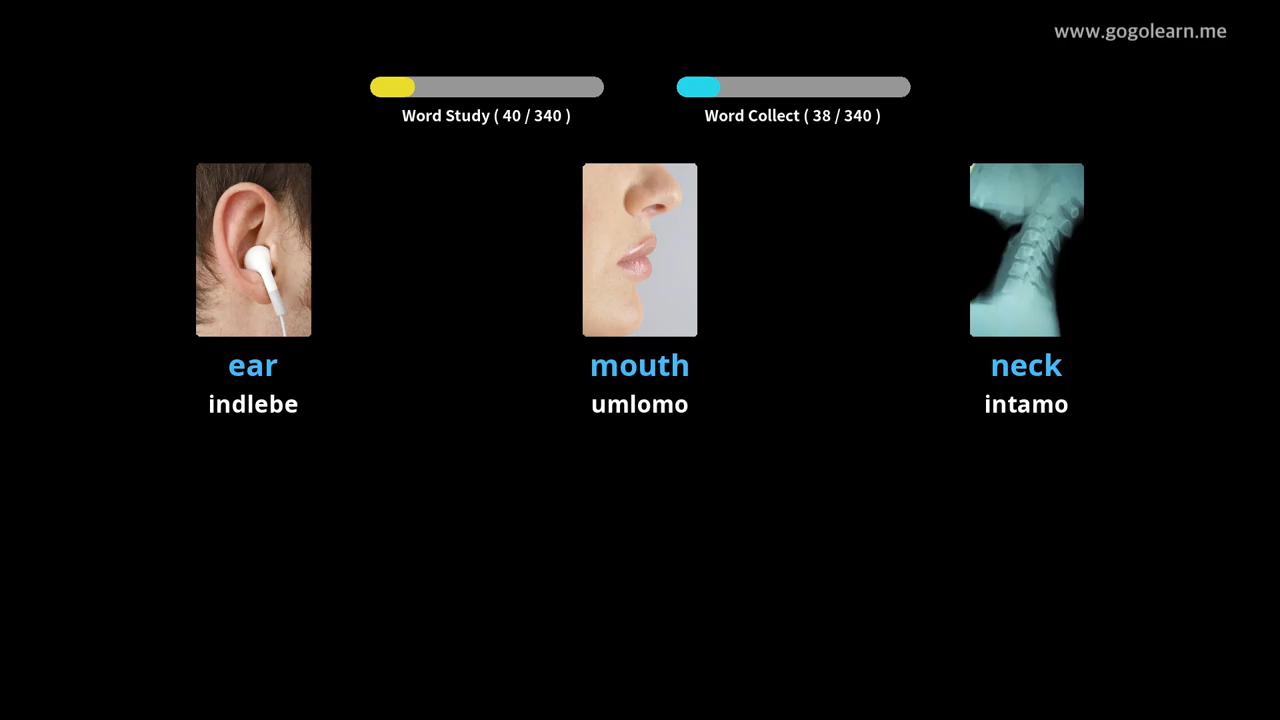 www.gogolearn.me
Word Study ( 40 / 340 )
Word Collect ( 38 / 340 )
ear
indlebe
mouth
umlomo
neck
intamo